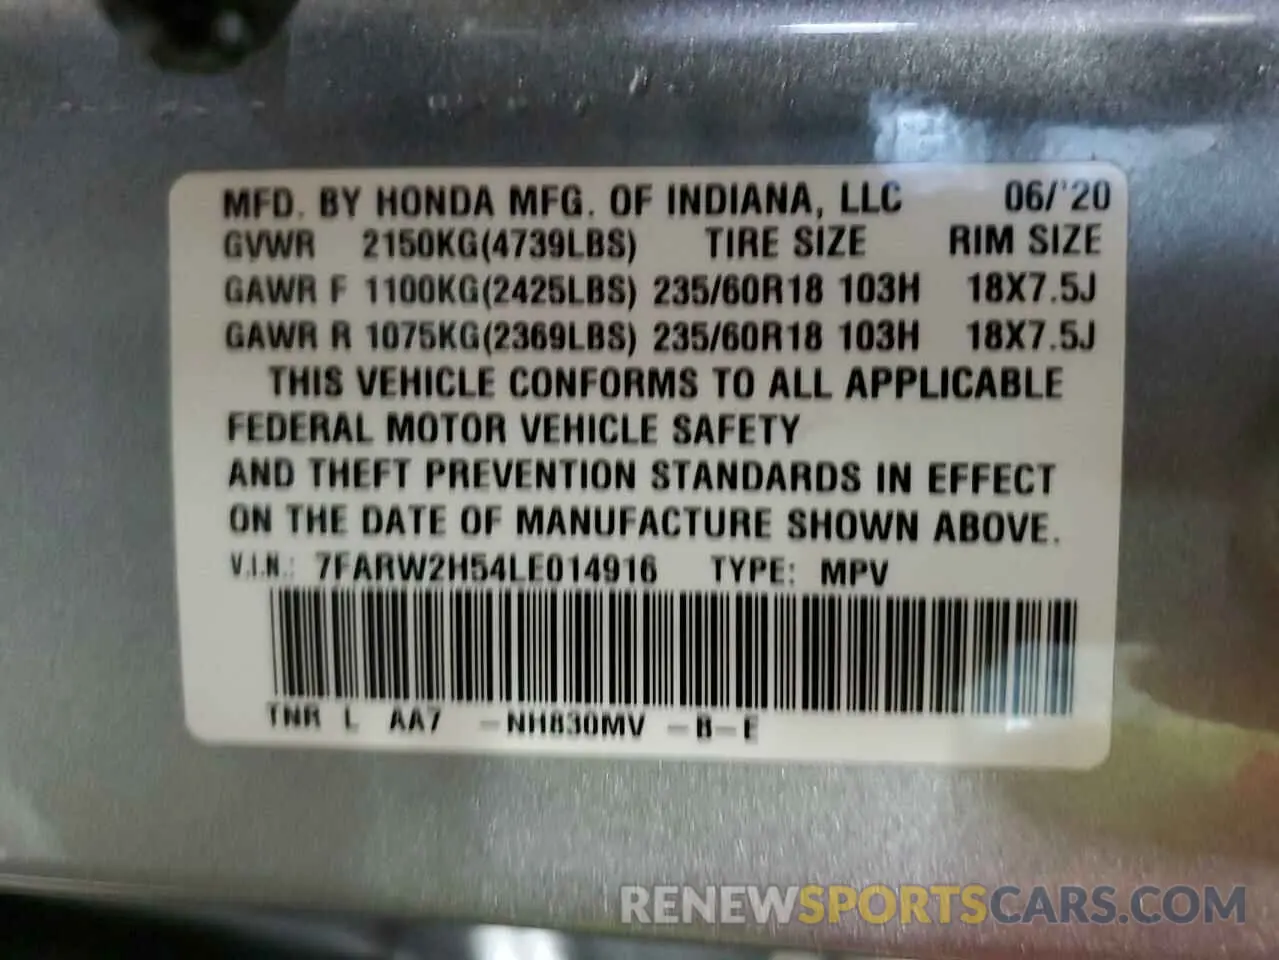 MFD. BY HONDA MFG. OF INDIANA, LLC 06/'20
GVWR 2150KG(4739LBS) TIRE SIZE RIM SIZE
GAWR F 1100KG(2425LBS) 235/60R18 103H 18X7.5J
GAWR R 1075KG(2369LBS) 235/60R18 103H 18X7.5J
THIS VEHICLE CONFORMS TO ALL APPLICABLE
FEDERAL MOTOR VEHICLE SAFETY
AND THEFT PREVENTION STANDARDS IN EFFECT
ON THE DATE OF MANUFACTURE SHOWN ABOVE.
V.I.N.: 7FARW2H54LE014916 TYPE: MPV
TNR L AA7 -NH830MV -B-E
RENEWSPORTSCARS.COM